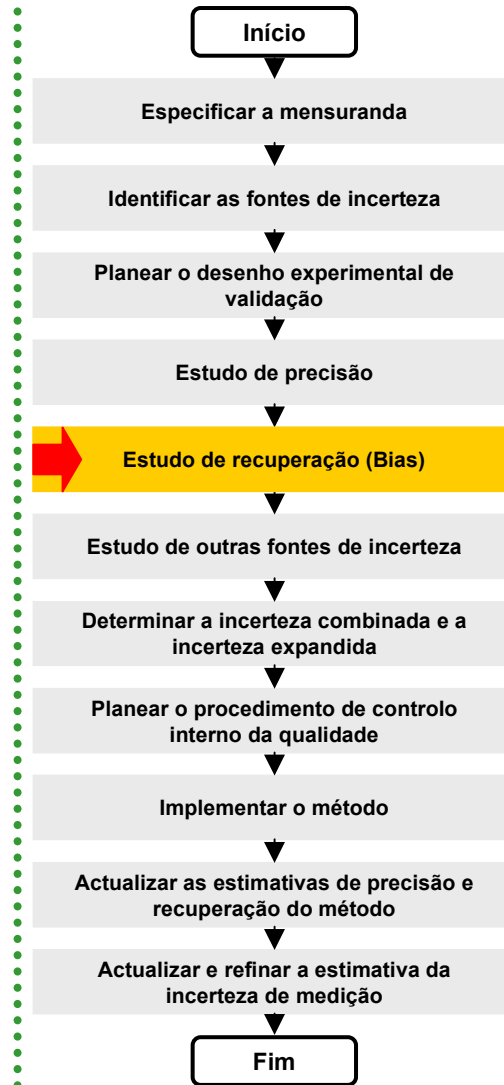 Início
Especificar a mensuranda
Identificar as fontes de incerteza
Planear o desenho experimental de
validação
Estudo de precisão
Estudo de recuperação (Bias)
Estudo de outras fontes de incerteza
Determinar a incerteza combinada e a
incerteza expandida
Planear o procedimento de controlo
interno da qualidade
Implementar o método
Actualizar as estimativas de precisão e
recuperação do método
Actualizar e refinar a estimativa da
incerteza de medição
Fim